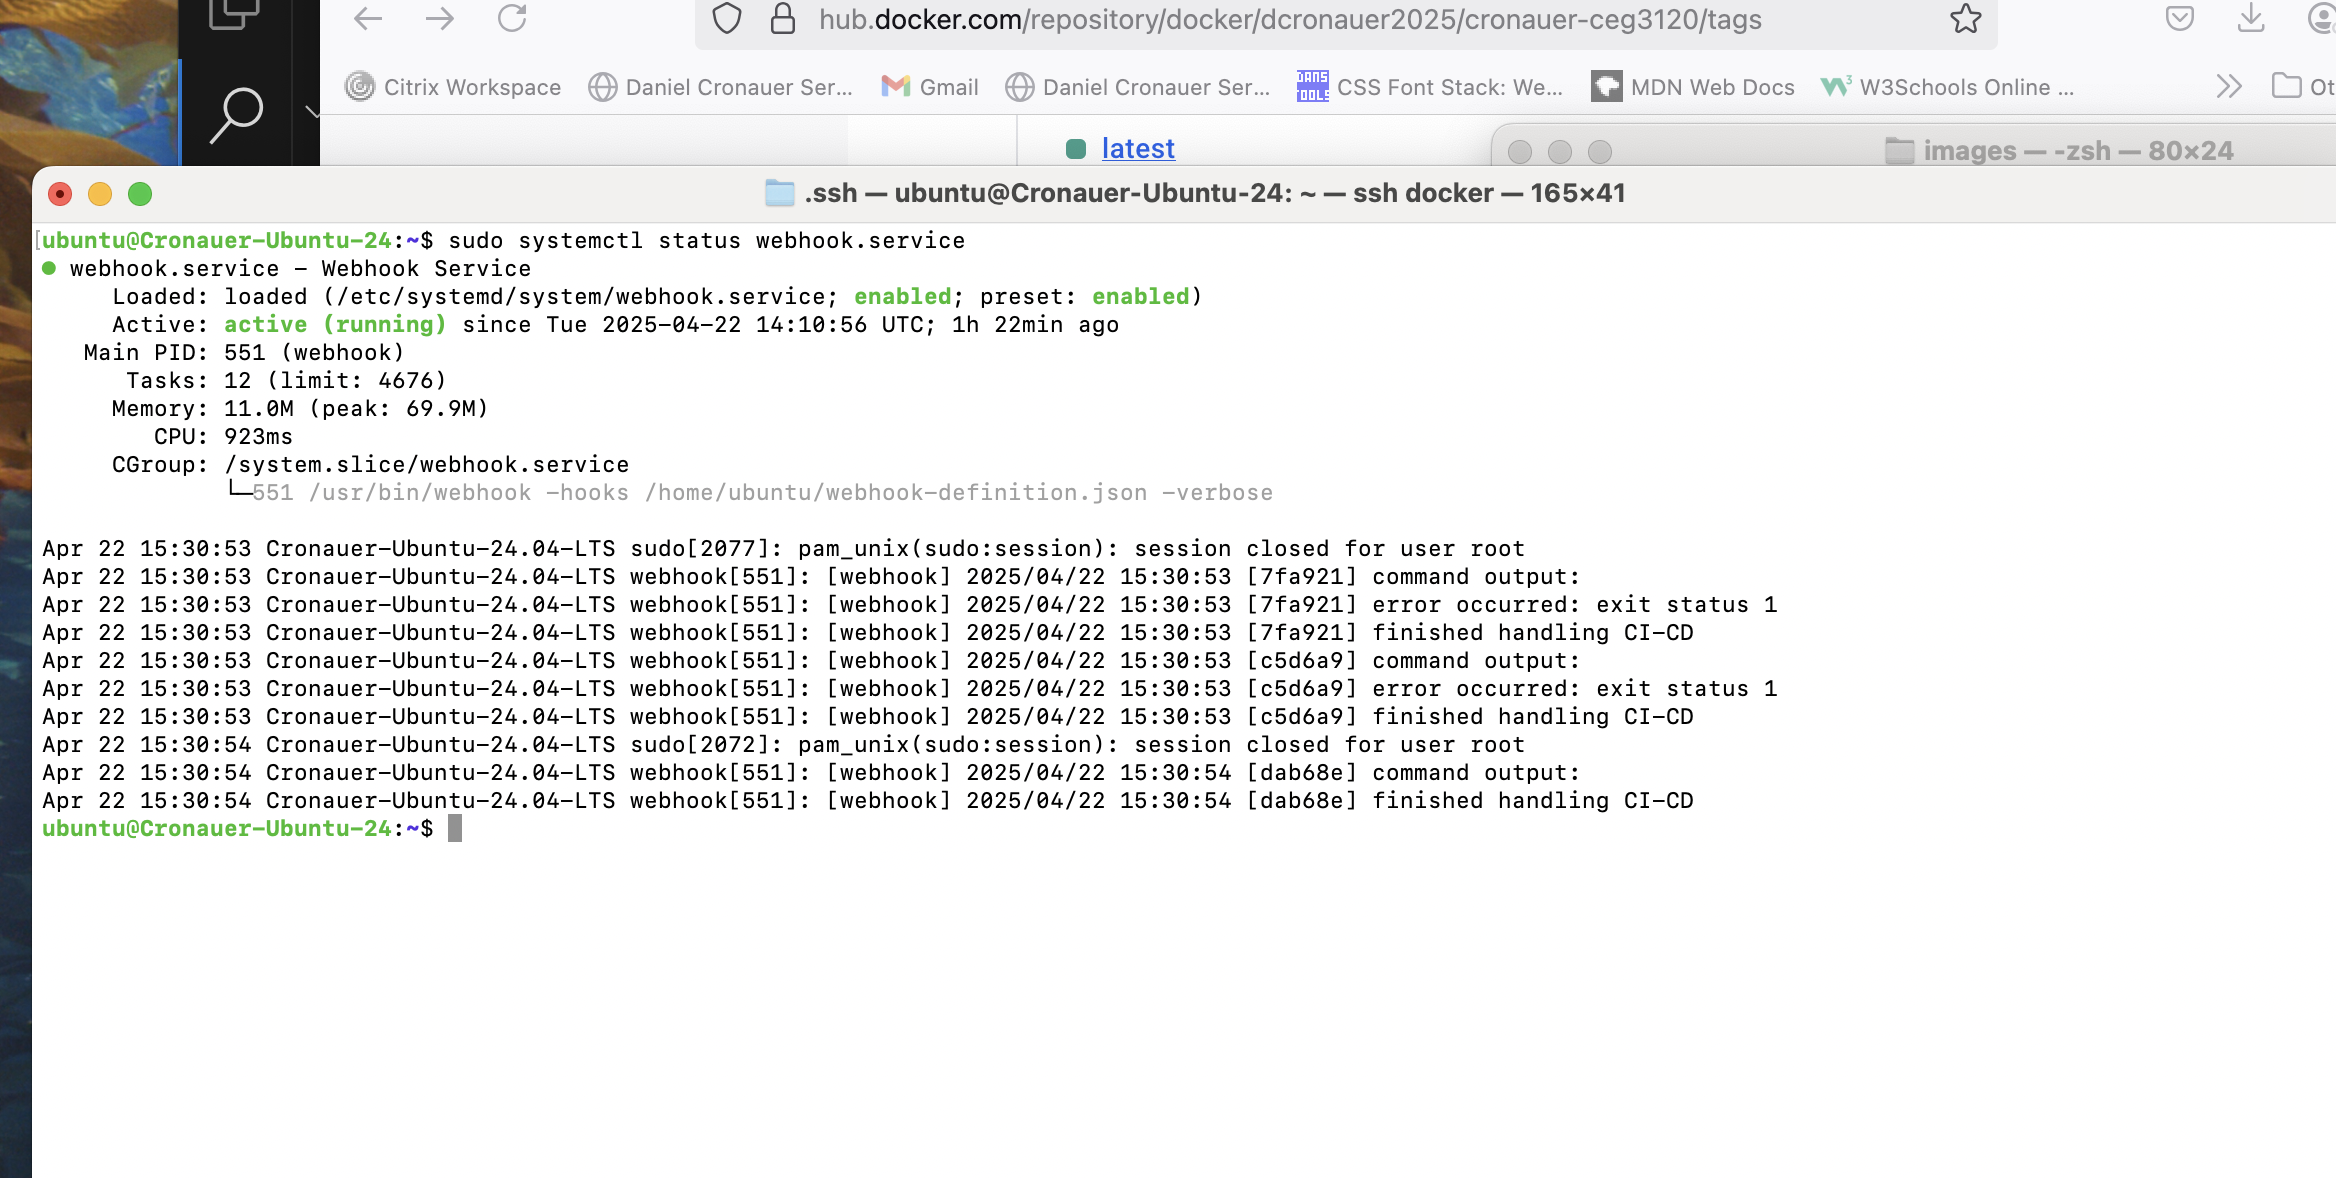 hub.docker.com/repository/docker/dcronauer2025/cronauer-ceg3120/tags
Citrix Workspace Daniel Cronauer Ser... Gmail Daniel Cronauer Ser... DANS TOOLS CSS Font Stack: We... MDN Web Docs W3 W3Schools Online ... Ot
latest
images — -zsh — 80×24
.ssh — ubuntu@Cronauer-Ubuntu-24: ~ — ssh docker — 165×41
[ubuntu@Cronauer-Ubuntu-24:~$ sudo systemctl status webhook.service
● webhook.service - Webhook Service
Loaded: loaded (/etc/systemd/system/webhook.service; enabled; preset: enabled)
Active: active (running) since Tue 2025-04-22 14:10:56 UTC; 1h 22min ago
Main PID: 551 (webhook)
Tasks: 12 (limit: 4676)
Memory: 11.0M (peak: 69.9M)
CPU: 923ms
CGroup: /system.slice/webhook.service
└─551 /usr/bin/webhook -hooks /home/ubuntu/webhook-definition.json -verbose
Apr 22 15:30:53 Cronauer-Ubuntu-24.04-LTS sudo[2077]: pam_unix(sudo:session): session closed for user root
Apr 22 15:30:53 Cronauer-Ubuntu-24.04-LTS webhook[551]: [webhook] 2025/04/22 15:30:53 [7fa921] command output:
Apr 22 15:30:53 Cronauer-Ubuntu-24.04-LTS webhook[551]: [webhook] 2025/04/22 15:30:53 [7fa921] error occurred: exit status 1
Apr 22 15:30:53 Cronauer-Ubuntu-24.04-LTS webhook[551]: [webhook] 2025/04/22 15:30:53 [7fa921] finished handling CI-CD
Apr 22 15:30:53 Cronauer-Ubuntu-24.04-LTS webhook[551]: [webhook] 2025/04/22 15:30:53 [c5d6a9] command output:
Apr 22 15:30:53 Cronauer-Ubuntu-24.04-LTS webhook[551]: [webhook] 2025/04/22 15:30:53 [c5d6a9] error occurred: exit status 1
Apr 22 15:30:53 Cronauer-Ubuntu-24.04-LTS webhook[551]: [webhook] 2025/04/22 15:30:53 [c5d6a9] finished handling CI-CD
Apr 22 15:30:54 Cronauer-Ubuntu-24.04-LTS sudo[2072]: pam_unix(sudo:session): session closed for user root
Apr 22 15:30:54 Cronauer-Ubuntu-24.04-LTS webhook[551]: [webhook] 2025/04/22 15:30:54 [dab68e] command output:
Apr 22 15:30:54 Cronauer-Ubuntu-24.04-LTS webhook[551]: [webhook] 2025/04/22 15:30:54 [dab68e] finished handling CI-CD
ubuntu@Cronauer-Ubuntu-24:~$